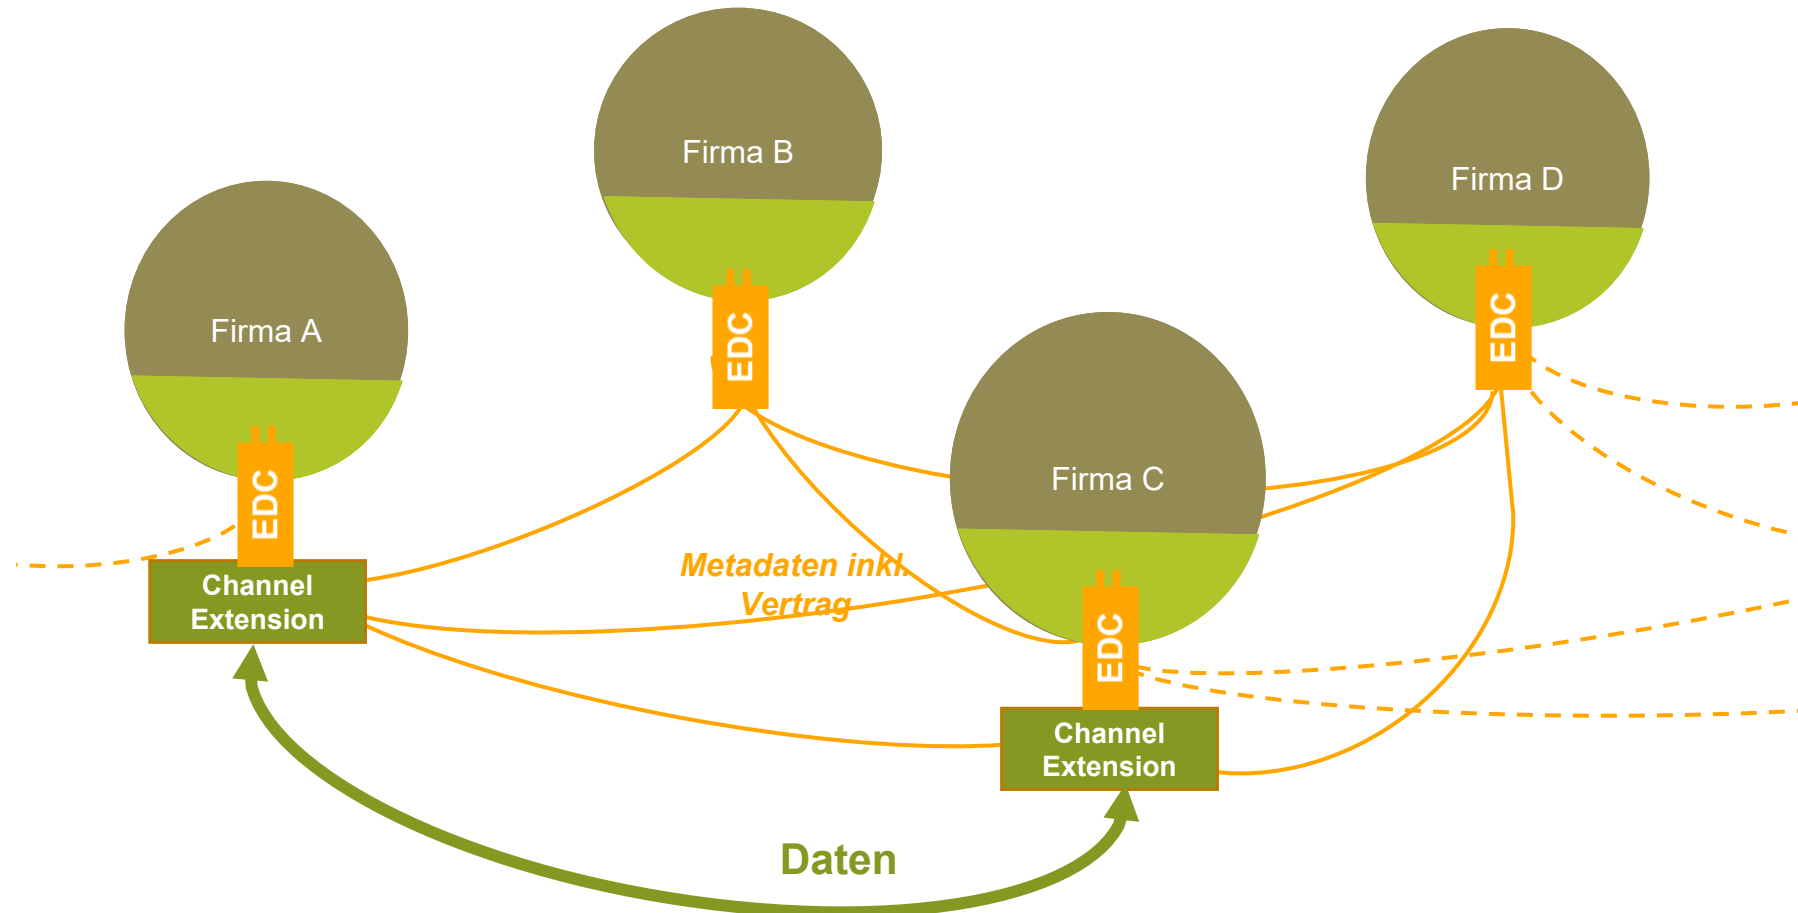 Firma B
Firma D
EDC
EDC
Firma A
EDC
Firma C
EDC
Metadaten inkl.
Vertrag
Channel
Extension
Channel
Extension
Daten